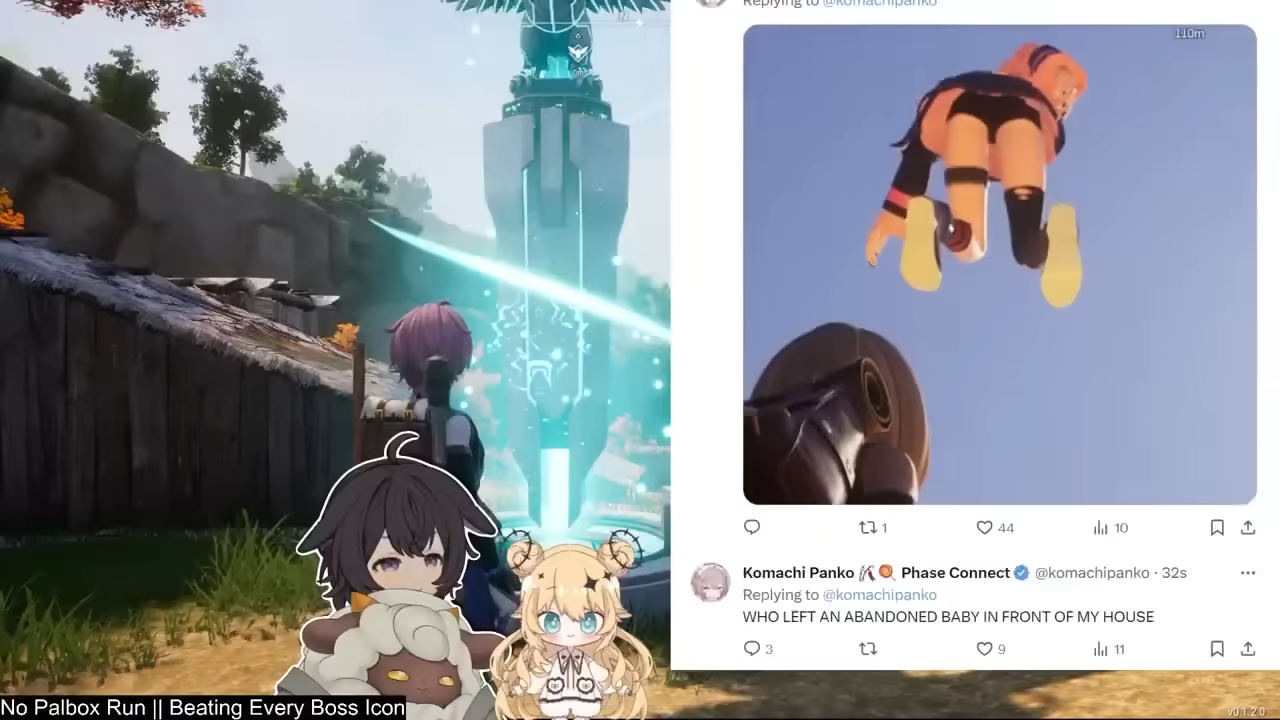 Replying to @komachipanko
110m
1
44
10
Komachi Panko Phase Connect @komachipanko · 32s
Replying to @komachipanko
WHO LEFT AN ABANDONED BABY IN FRONT OF MY HOUSE
3
9
11
No Palbox Run || Beating Every Boss Icon
v0.1.2.0